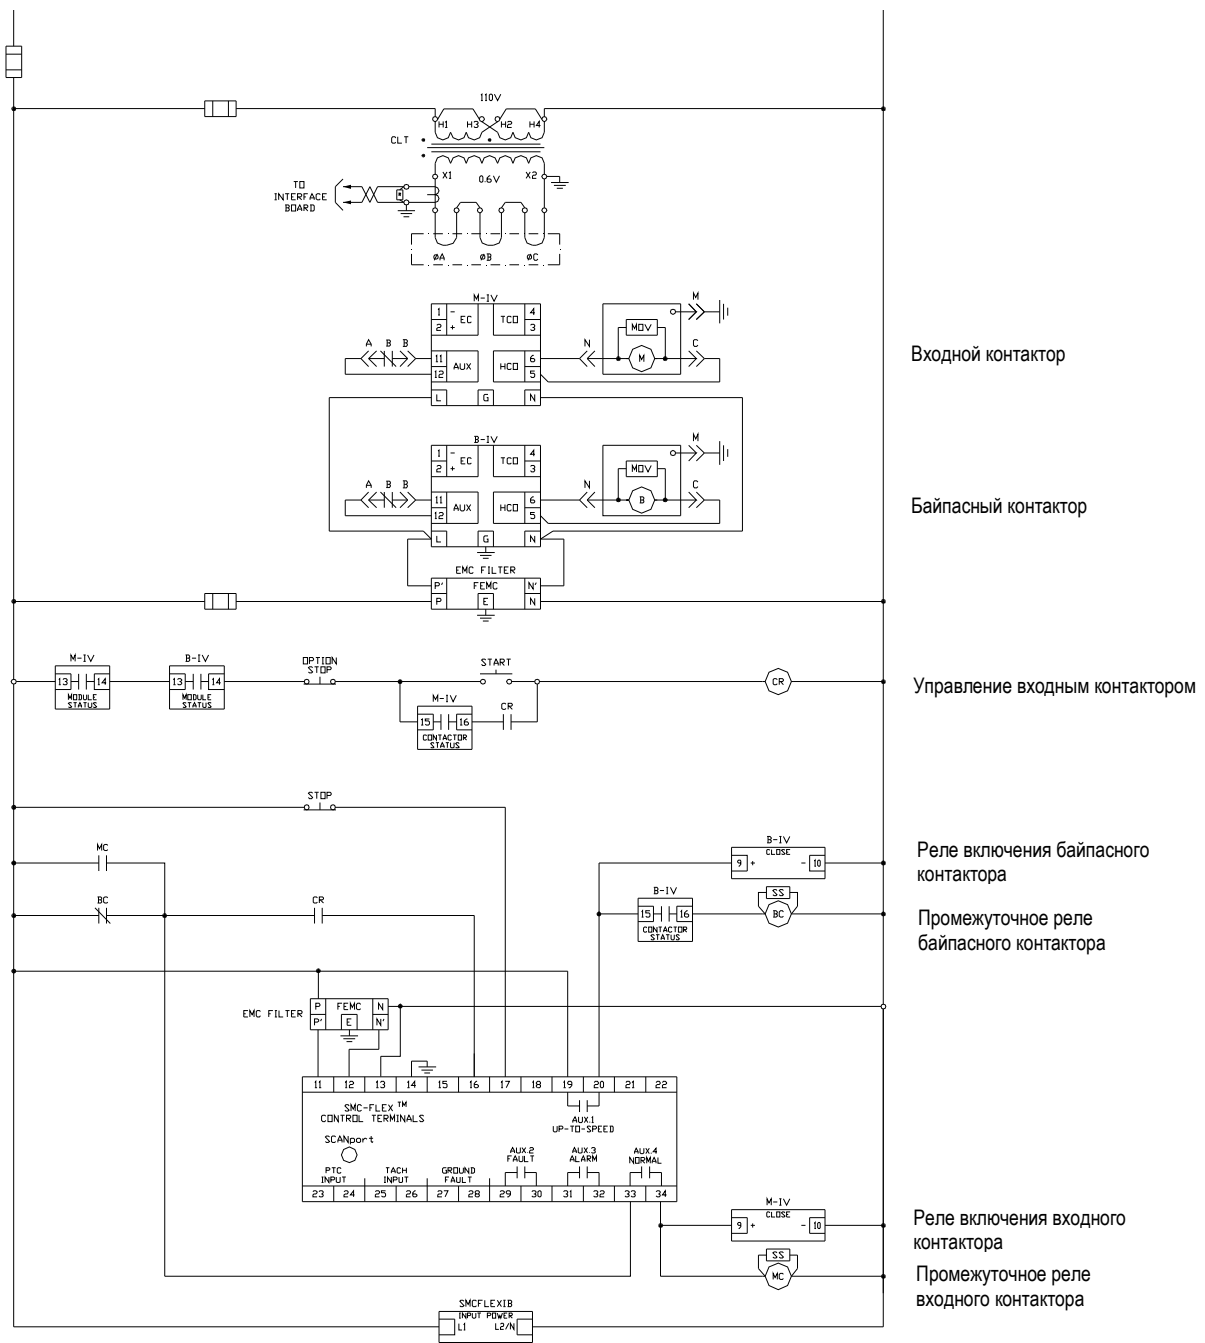 110V
H1 H3 H2 H4
CLT
X1 0.6V X2
TO
INTERFACE
BOARD
øA øB øC
M-IV
1 - EC TCO 4
2 + 3
M
MOV
A B B 11 AUX HCO 6 N M C
12 5
L G N
Входной контактор
B-IV
1 - EC TCO 4
2 + 3
M
MOV
A B B 11 AUX HCO 6 N B C
12 5
L G N
Байпасный контактор
EMC FILTER
P' FEMC N'
P E N
M-IV B-IV OPTION
STOP START
13 14 13 14 CR
MODULE
STATUS
MODULE
STATUS
Управление входным контактором
M-IV CR
15 16
CONTACTOR
STATUS
STOP
MC
B-IV
CLOSE
9 + - 10
Реле включения байпасного
контактора
BC CR
B-IV
15 16
CONTACTOR
STATUS
SS
BC
Промежуточное реле
байпасного контактора
EMC FILTER
P FEMC N
P' E N'
11 12 13 14 15 16 17 18 19 20 21 22
SMC-FLEX ™
CONTROL TERMINALS
AUX.1
UP-TO-SPEED
SCANport
PTC
INPUT
TACH
INPUT
GROUND
FAULT
AUX.2
FAULT
AUX.3
ALARM
AUX.4
NORMAL
23 24 25 26 27 28 29 30 31 32 33 34
M-IV
CLOSE
9 + - 10
Реле включения входного
контактора
SS
MC
Промежуточное реле
входного контактора
SMCFLEXIB
INPUT POWER
L1 L2/N